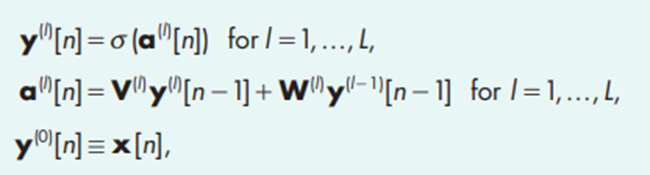 y⁽ˡ⁾[n] = σ(a⁽ˡ⁾[n]) for l = 1, ..., L,
a⁽ˡ⁾[n] = V⁽ˡ⁾y⁽ˡ⁾[n − 1] + W⁽ˡ⁾y⁽ˡ⁻¹⁾[n − 1] for l = 1, ..., L,
y⁽⁰⁾[n] ≡ x[n],